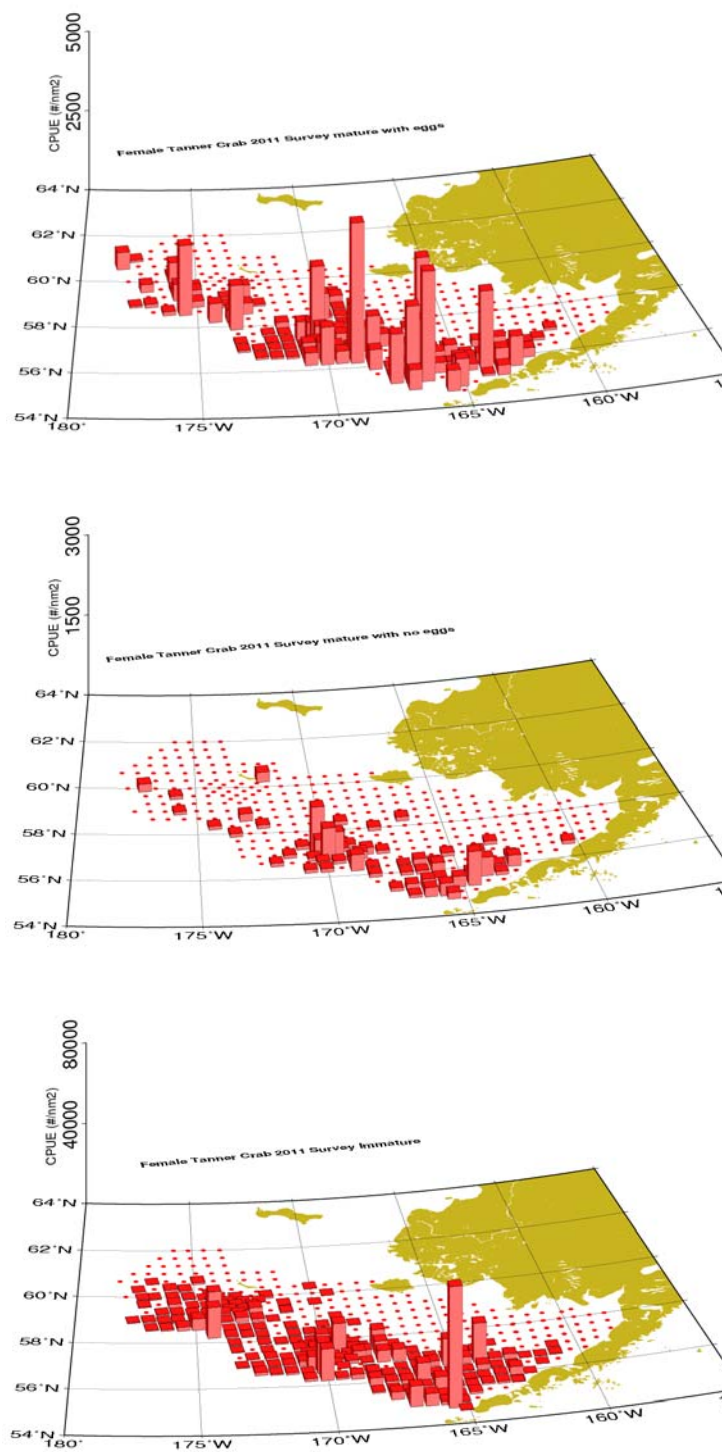 5000
2500
CPUE (#/nm2)
Female Tanner Crab 2011 Survey mature with eggs
64°N
62°N
60°N
58°N
56°N
54°N
180°
175°W
170°W
165°W
160°W
3000
1500
CPUE (#/nm2)
Female Tanner Crab 2011 Survey mature with no eggs
64°N
62°N
60°N
58°N
56°N
54°N
180°
175°W
170°W
165°W
160°W
80000
40000
CPUE (#/nm2)
Female Tanner Crab 2011 Survey Immature
64°N
62°N
60°N
58°N
56°N
54°N
180°
175°W
170°W
165°W
160°W